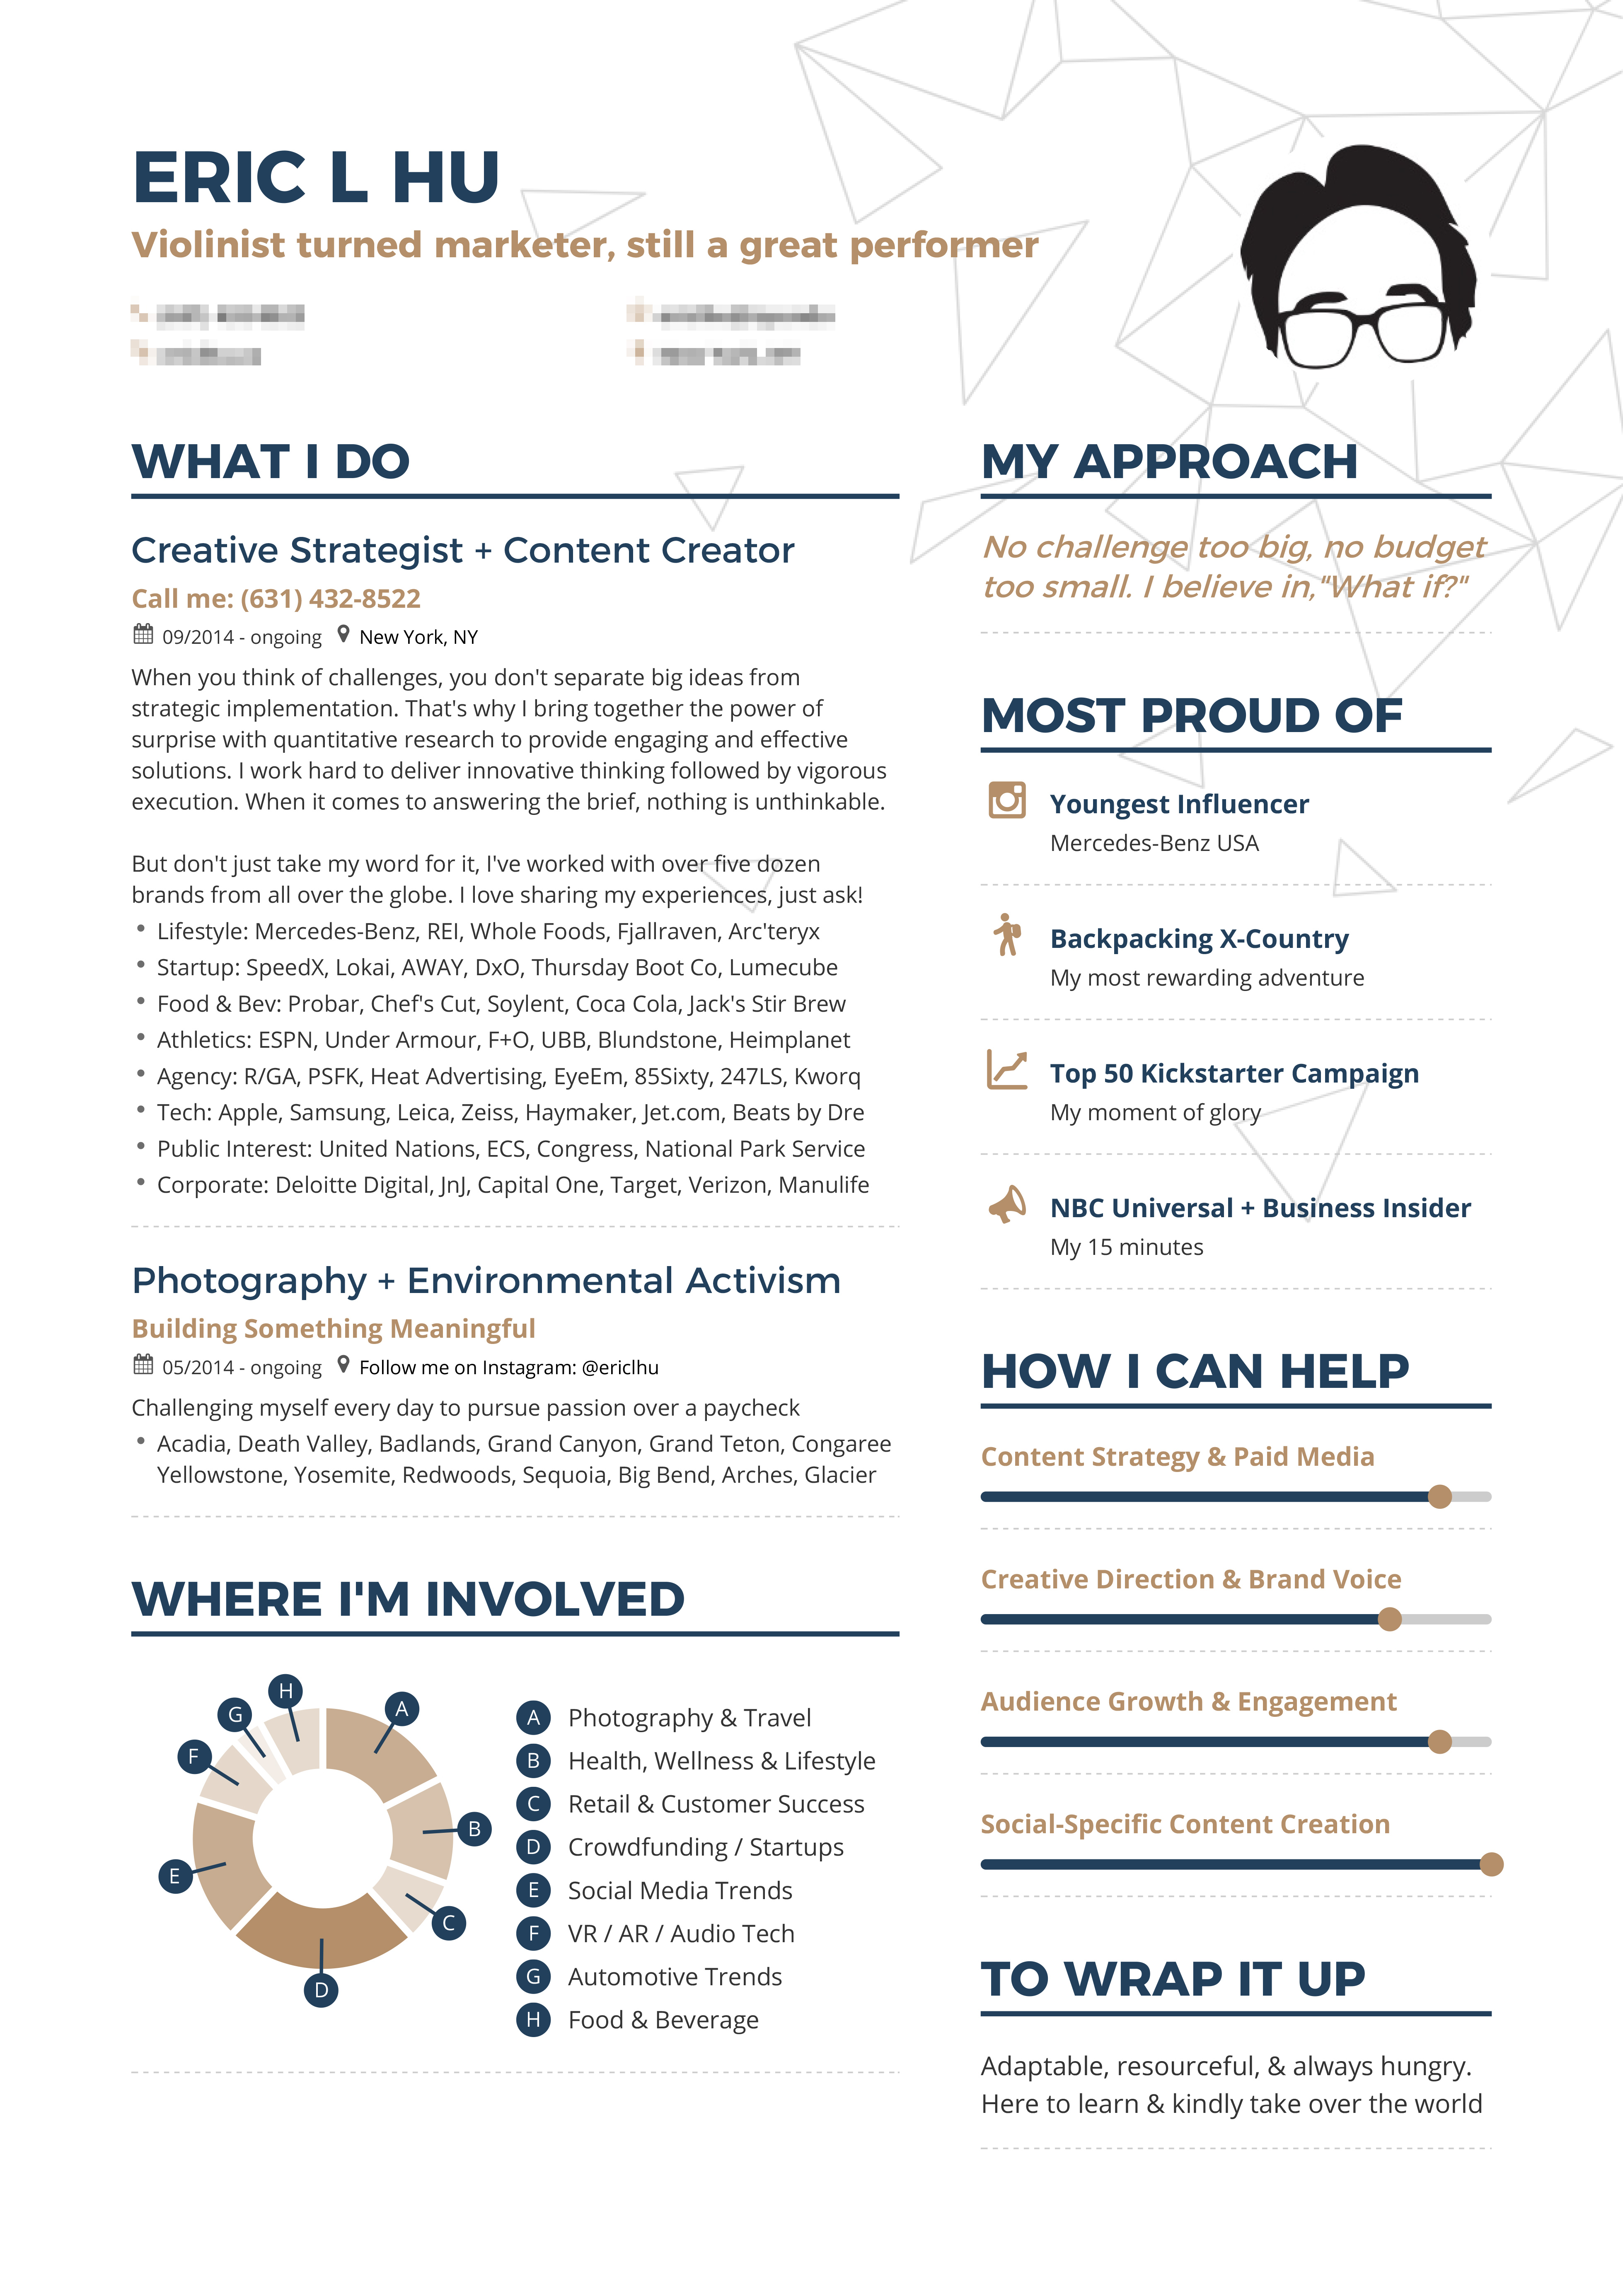 ERIC L HU
Violinist turned marketer, still a great performer
WHAT I DO
Creative Strategist + Content Creator
Call me: (631) 432-8522
09/2014 - ongoing New York, NY
When you think of challenges, you don't separate big ideas from
strategic implementation. That's why I bring together the power of
surprise with quantitative research to provide engaging and effective
solutions. I work hard to deliver innovative thinking followed by vigorous
execution. When it comes to answering the brief, nothing is unthinkable.
But don't just take my word for it, I've worked with over five dozen
brands from all over the globe. I love sharing my experiences, just ask!
• Lifestyle: Mercedes-Benz, REI, Whole Foods, Fjallraven, Arc'teryx
• Startup: SpeedX, Lokai, AWAY, DxO, Thursday Boot Co, Lumecube
• Food & Bev: Probar, Chef's Cut, Soylent, Coca Cola, Jack's Stir Brew
• Athletics: ESPN, Under Armour, F+O, UBB, Blundstone, Heimplanet
• Agency: R/GA, PSFK, Heat Advertising, EyeEm, 85Sixty, 247LS, Kworq
• Tech: Apple, Samsung, Leica, Zeiss, Haymaker, Jet.com, Beats by Dre
• Public Interest: United Nations, ECS, Congress, National Park Service
• Corporate: Deloitte Digital, JnJ, Capital One, Target, Verizon, Manulife
Photography + Environmental Activism
Building Something Meaningful
05/2014 - ongoing Follow me on Instagram: @ericlhu
Challenging myself every day to pursue passion over a paycheck
• Acadia, Death Valley, Badlands, Grand Canyon, Grand Teton, Congaree
Yellowstone, Yosemite, Redwoods, Sequoia, Big Bend, Arches, Glacier
WHERE I'M INVOLVED
A
B
C
D
E
F
G
H
A Photography & Travel
B Health, Wellness & Lifestyle
C Retail & Customer Success
D Crowdfunding / Startups
E Social Media Trends
F VR / AR / Audio Tech
G Automotive Trends
H Food & Beverage
MY APPROACH
No challenge too big, no budget
too small. I believe in,"What if?"
MOST PROUD OF
Youngest Influencer
Mercedes-Benz USA
Backpacking X-Country
My most rewarding adventure
Top 50 Kickstarter Campaign
My moment of glory
NBC Universal + Business Insider
My 15 minutes
HOW I CAN HELP
Content Strategy & Paid Media
Creative Direction & Brand Voice
Audience Growth & Engagement
Social-Specific Content Creation
TO WRAP IT UP
Adaptable, resourceful, & always hungry.
Here to learn & kindly take over the world